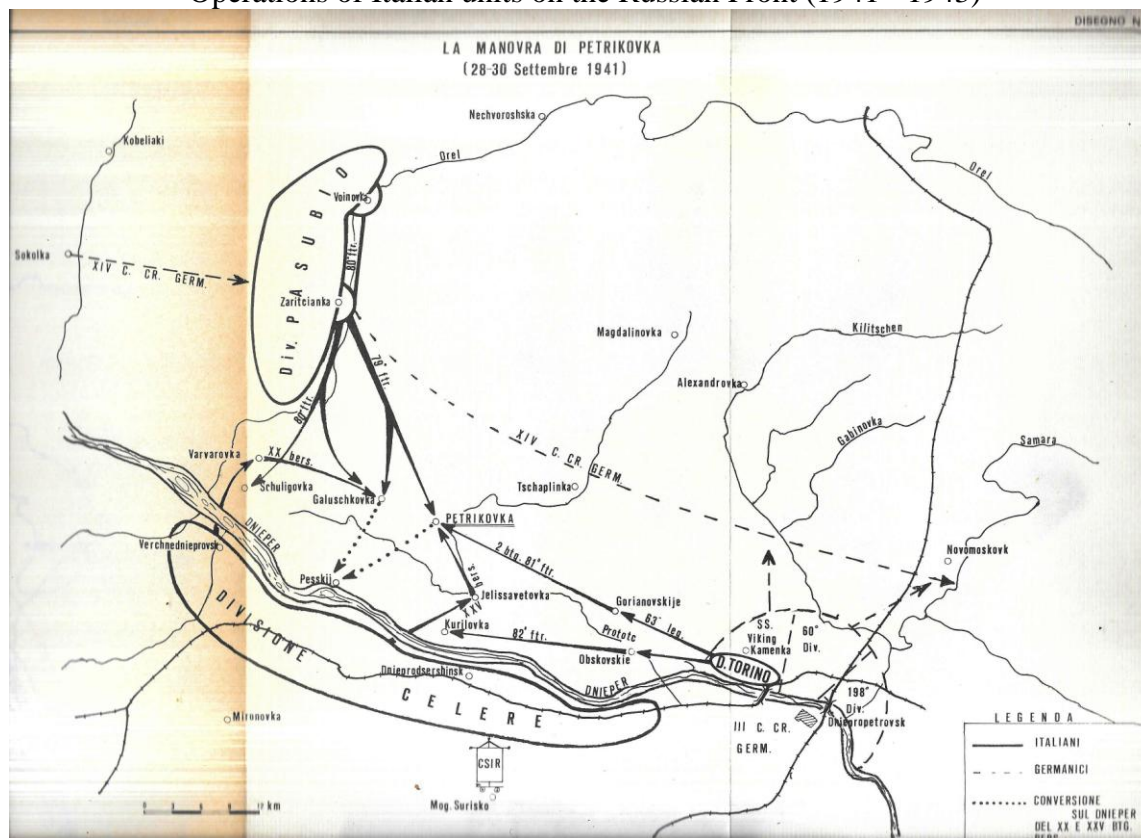 Operations of Italian units on the Russian Front (1941 - 1943)
DISEGNO N
LA MANOVRA DI PETRIKOVKA
(28-30 Settembre 1941)
Nechvoroshska
Kobeliaki
Orel
Orel
Voinovka
Div. PASUBIO
80° ftr.
Sokolka
XIV C. CR. GERM.
Zaritcianka
Magdalinovka
Kilitschen
79° ftr.
Alexandrovka
80° ftr.
Gabinovka
XIV C. CR. GERM.
Samara
Varvarovka
XX bers.
Schuligovka
Galuschkovka
Tschaplinka
PETRIKOVKA
DNIEPER
2 btg. 81° ftr.
Verchnednieprovsk
Novomoskovk
Pesskij
XXV bers.
Jelissavetovka
Gorianovskije
63° leg.
Kurilovka
82° ftr.
Prototc
SS. Viking
60° Div.
Kamenka
Obskovskie
D. TORINO
DIVISIONE CELERE
Dnieprodsershinsk
DNIEPER
198° Div.
Dniepropetrovsk
Mironovka
III C. CR. GERM.
LEGENDA
ITALIANI
CSIR
GERMANICI
Mog. Surisko
CONVERSIONE
SUL DNIEPER
DEL XX E XXV BTG.
BERS
12 km